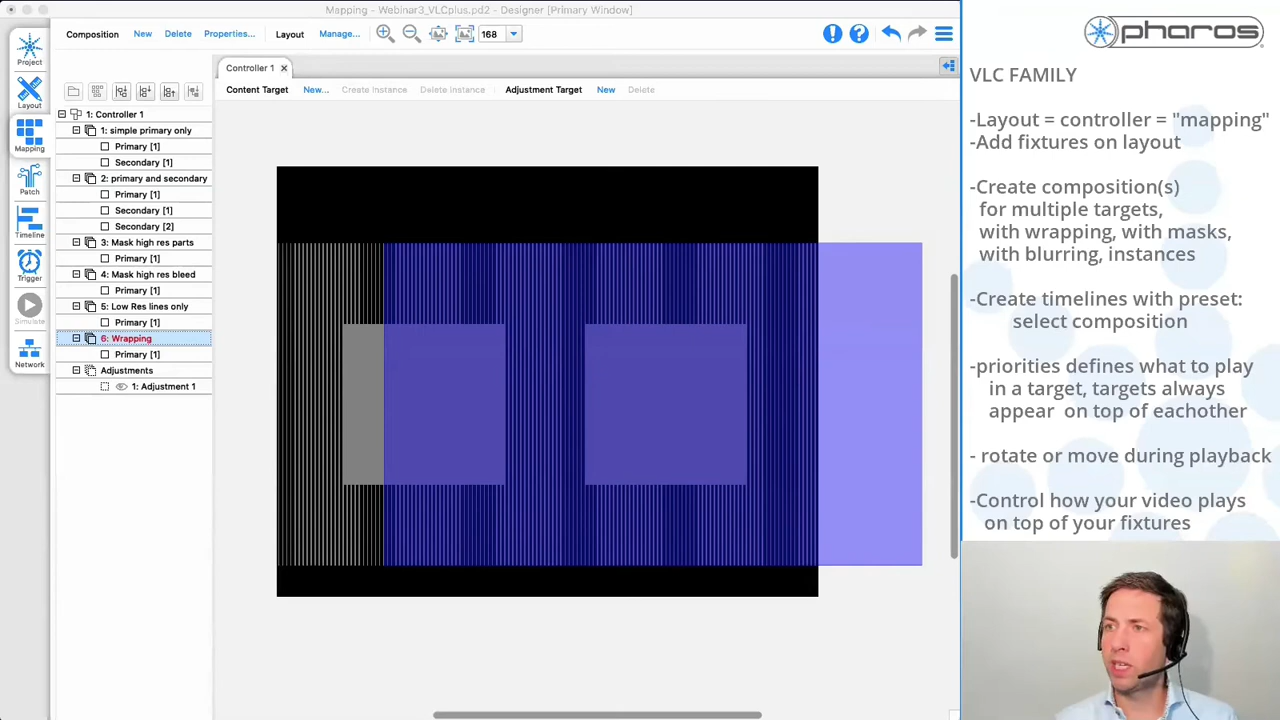 Mapping - Webinar3_VLCplus.pd2 - Designer [Primary Window]
Composition New Delete Properties... Layout Manage... 168
Controller 1
Content Target New... Create Instance Delete Instance Adjustment Target New Delete
Project
Layout
Mapping
Patch
Timeline
Trigger
Simulate
Network
1: Controller 1
1: simple primary only
Primary [1]
Secondary [1]
2: primary and secondary
Primary [1]
Secondary [1]
Secondary [2]
3: Mask high res parts
Primary [1]
4: Mask high res bleed
Primary [1]
5: Low Res lines only
Primary [1]
6: Wrapping
Primary [1]
Adjustments
1: Adjustment 1
pharos
VLC FAMILY
-Layout = controller = "mapping"
-Add fixtures on layout
-Create composition(s)
for multiple targets,
with wrapping, with masks,
with blurring, instances
-Create timelines with preset:
select composition
-priorities defines what to play
in a target, targets always
appear on top of eachother
- rotate or move during playback
-Control how your video plays
on top of your fixtures